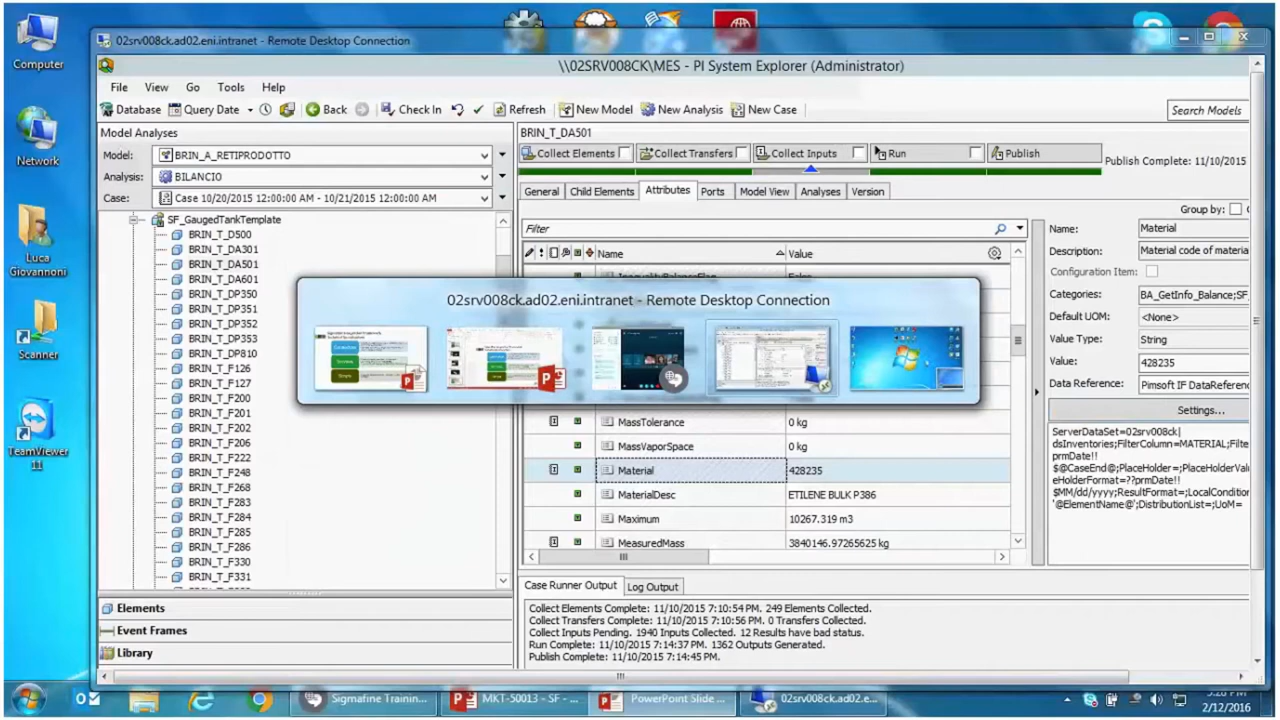 Computer
Network
Luca
Giovannoni
Scanner
TeamViewer
11
02srv008ck.ad02.eni.intranet - Remote Desktop Connection
\\02SRV008CK\MES - PI System Explorer (Administrator)
File View Go Tools Help
Database Query Date Back Check In Refresh New Model New Analysis New Case Search Models
Model Analyses
Model: BRIN_A_RETIPRODOTTO
Analysis: BILANCIO
Case: Case 10/20/2015 12:00:00 AM - 10/21/2015 12:00:00 AM
SF_GaugedTankTemplate
BRIN_T_D500
BRIN_T_DA301
BRIN_T_DA501
BRIN_T_DA601
BRIN_T_DP350
BRIN_T_DP351
BRIN_T_DP352
BRIN_T_DP353
BRIN_T_DP810
BRIN_T_F126
BRIN_T_F127
BRIN_T_F200
BRIN_T_F201
BRIN_T_F202
BRIN_T_F206
BRIN_T_F222
BRIN_T_F248
BRIN_T_F268
BRIN_T_F283
BRIN_T_F284
BRIN_T_F285
BRIN_T_F286
BRIN_T_F330
BRIN_T_F331
Elements
Event Frames
Library
BRIN_T_DA501
Collect Elements Collect Transfers Collect Inputs Run Publish
Publish Complete: 11/10/2015
General Child Elements Attributes Ports Model View Analyses Version
Group by:
Filter
Name Value
02srv008ck.ad02.eni.intranet - Remote Desktop Connection
MassTolerance 0 kg
MassVaporSpace 0 kg
Material 428235
MaterialDesc ETILENE BULK P386
Maximum 10267.319 m3
MeasuredMass 3840146.97265625 kg
Name: Material
Description: Material code of materia
Configuration Item:
Categories: BA_GetInfo_Balance;SF_
Default UOM: <None>
Value Type: String
Value: 428235
Data Reference: Pimsoft IF DataReferenc
Settings...
ServerDataSet=02srv008ck|
dsInventories;FilterColumn=MATERIAL;Filte
prmDate!!
$@CaseEnd@;PlaceHolder=;PlaceHolderVal
eHolderFormat=??prmDate!!
$MM/dd/yyyy;ResultFormat=;LocalCondition
'@ElementName@';DistributionList=;UoM=
Case Runner Output Log Output
Collect Elements Complete: 11/10/2015 7:10:54 PM. 249 Elements Collected.
Collect Transfers Complete: 11/10/2015 7:10:56 PM. 0 Transfers Collected.
Collect Inputs Pending. 1940 Inputs Collected. 12 Results have bad status.
Run Complete: 11/10/2015 7:14:37 PM. 1362 Outputs Generated.
Publish Complete: 11/10/2015 7:14:45 PM.
Sigmafine Trainin... MKT-50013 - SF - ... PowerPoint Slide ... 02srv008ck.ad02.e...
2/12/2016